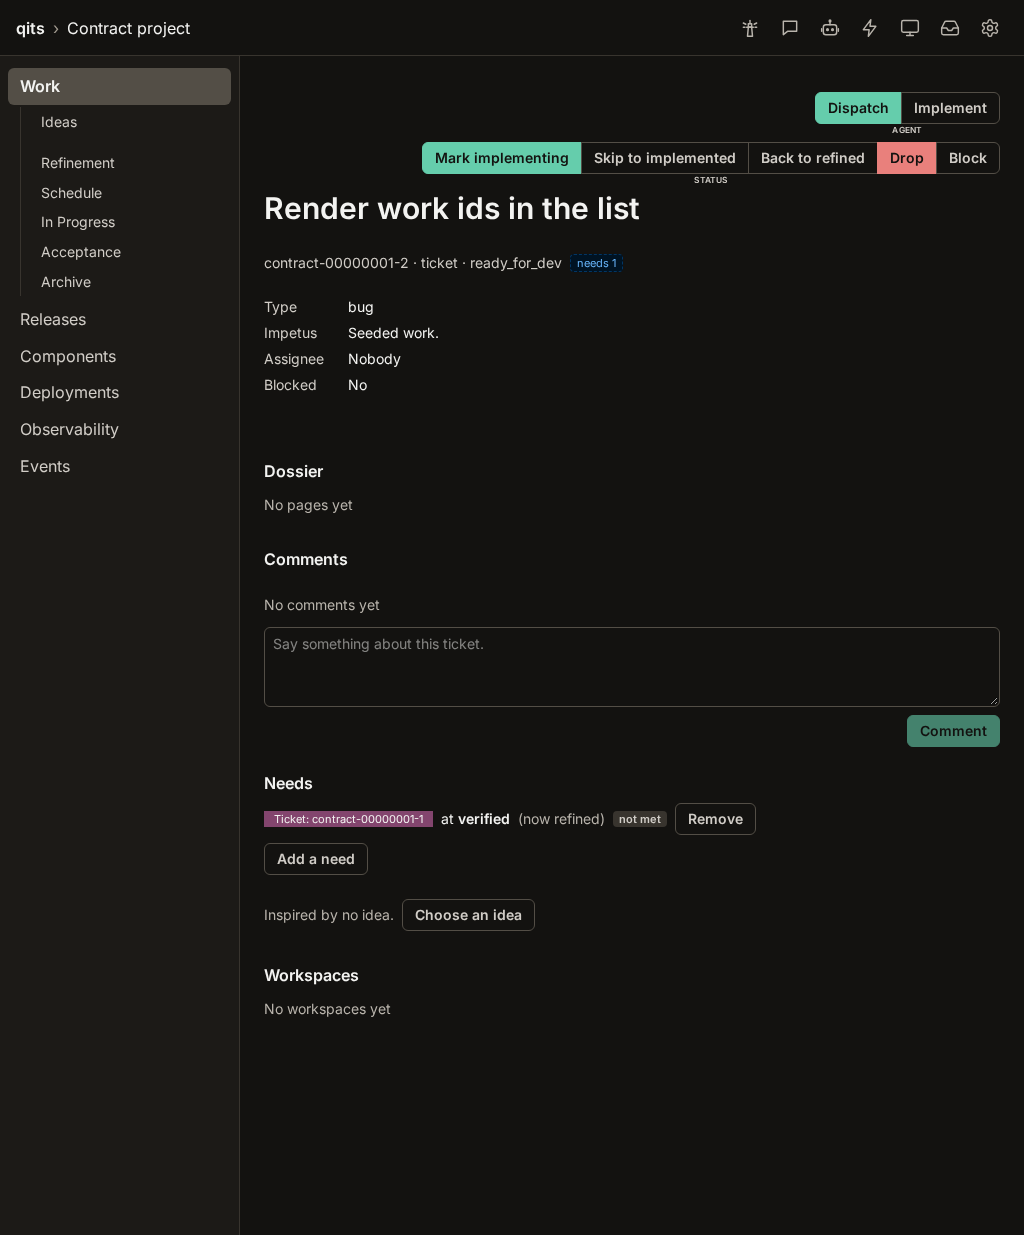 qits › Contract project
Work
Ideas
Refinement
Schedule
In Progress
Acceptance
Archive
Releases
Components
Deployments
Observability
Events
Dispatch Implement
AGENT
Mark implementing Skip to implemented Back to refined Drop Block
STATUS
Render work ids in the list
contract-00000001-2 · ticket · ready_for_dev needs 1
Type bug
Impetus Seeded work.
Assignee Nobody
Blocked No
Dossier
No pages yet
Comments
No comments yet
Say something about this ticket.
Comment
Needs
Ticket: contract-00000001-1 at verified (now refined) not met Remove
Add a need
Inspired by no idea. Choose an idea
Workspaces
No workspaces yet